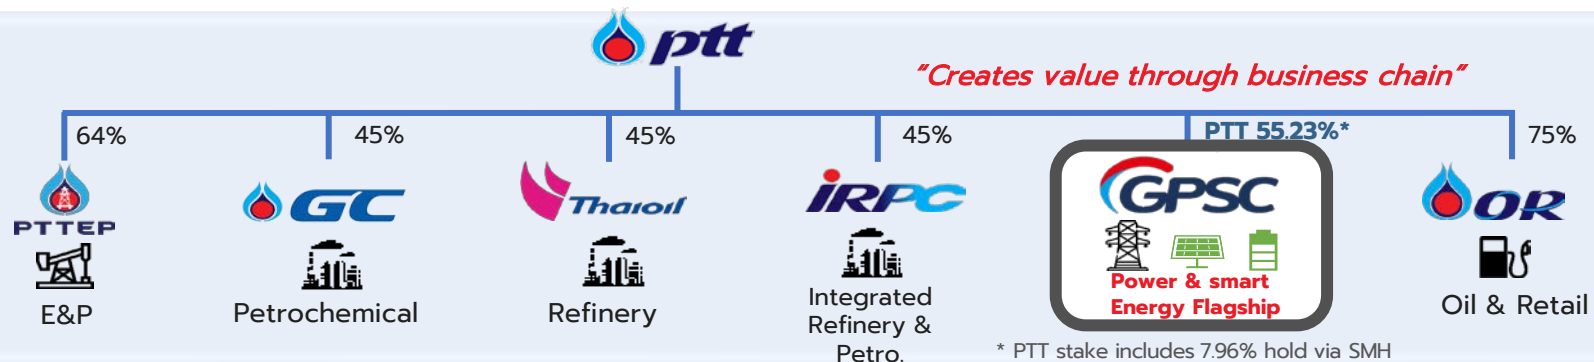 ptt
"Creates value through business chain"
64%
45%
45%
45%
PTT 55.23%*
75%
PTTEP
GC
Thaioil
IRPC
GPSC
OR
E&P
Petrochemical
Refinery
Integrated
Refinery &
Petro.
Power & smart
Energy Flagship
Oil & Retail
* PTT stake includes 7.96% hold via SMH